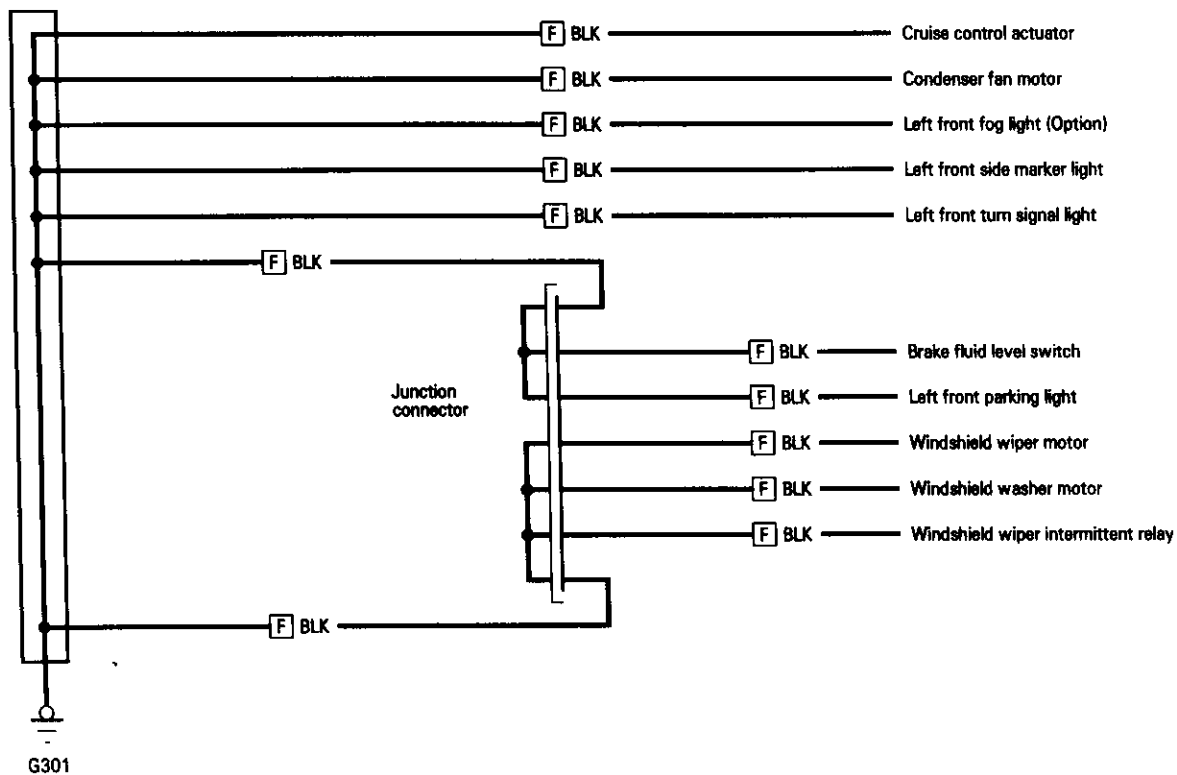 F BLK Cruise control actuator
F BLK Condenser fan motor
F BLK Left front fog light (Option)
F BLK Left front side marker light
F BLK Left front turn signal light
F BLK
F BLK Brake fluid level switch
Junction
connector
F BLK Left front parking light
F BLK Windshield wiper motor
F BLK Windshield washer motor
F BLK Windshield wiper intermittent relay
F BLK
G301